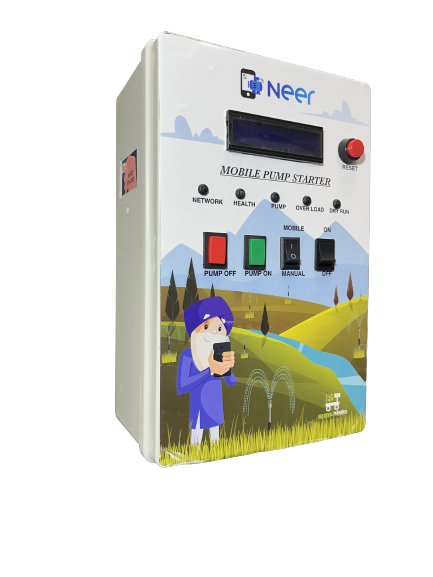 Neer
MOBILE PUMP STARTER
RESET
NETWORK HEALTH PUMP OVER LOAD DRY RUN
MOBILE ON
PUMP OFF PUMP ON MANUAL OFF